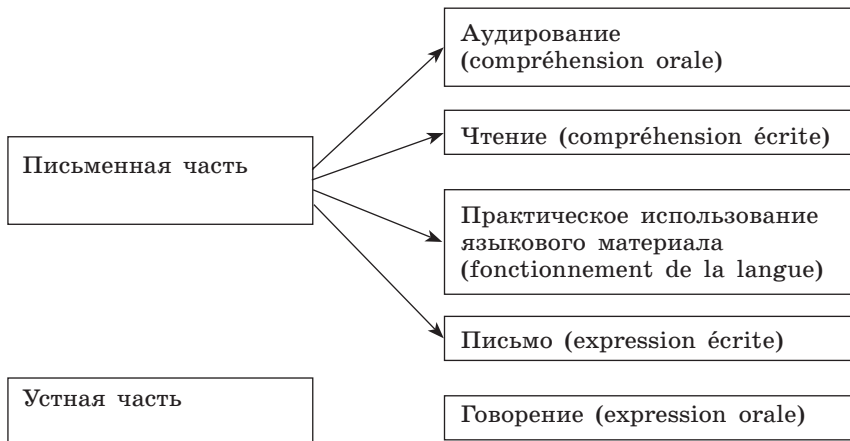 Письменная часть
Аудирование
(compréhension orale)
Чтение (compréhension écrite)
Практическое использование
языкового материала
(fonctionnement de la langue)
Письмо (expression écrite)
Устная часть
Говорение (expression orale)